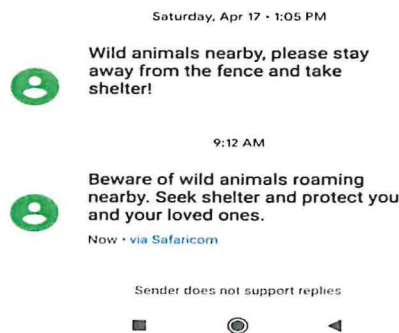 Saturday, Apr 17 • 1:05 PM
Wild animals nearby, please stay
away from the fence and take
shelter!
9:12 AM
Beware of wild animals roaming
nearby. Seek shelter and protect you
and your loved ones.
Now • via Safaricom
Sender does not support replies